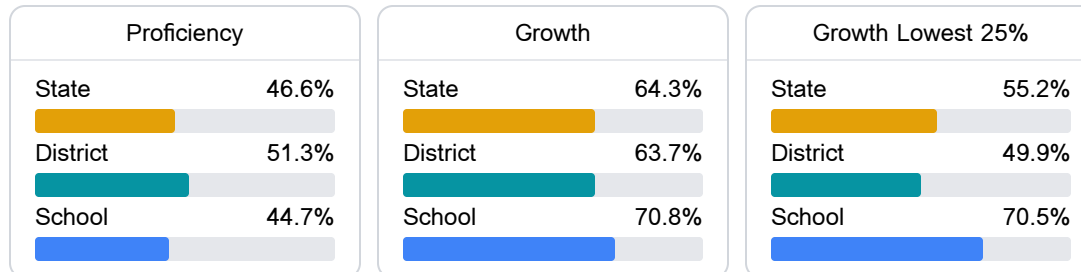 Proficiency
State 46.6%
District 51.3%
School 44.7%
Growth
State 64.3%
District 63.7%
School 70.8%
Growth Lowest 25%
State 55.2%
District 49.9%
School 70.5%